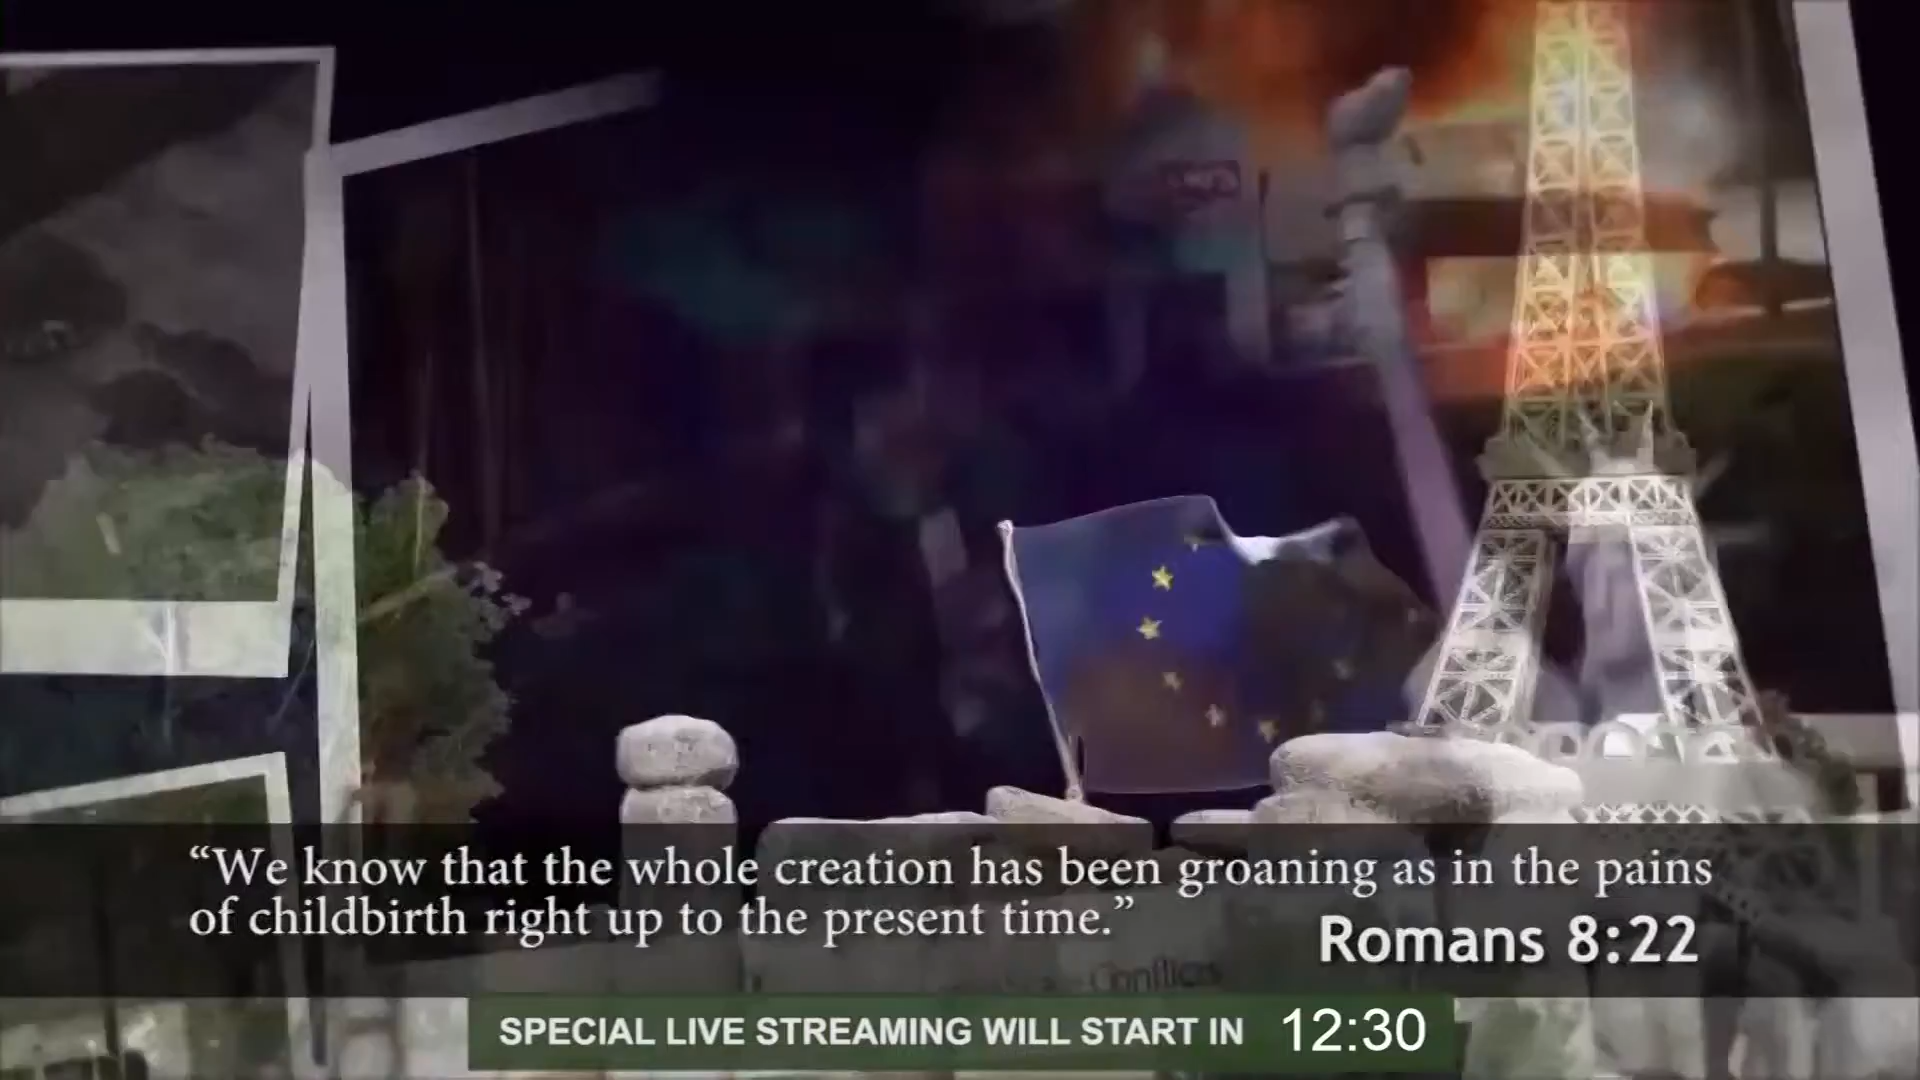 “We know that the whole creation has been groaning as in the pains
of childbirth right up to the present time.”
Romans 8:22
Conflicts
SPECIAL LIVE STREAMING WILL START IN 12:30